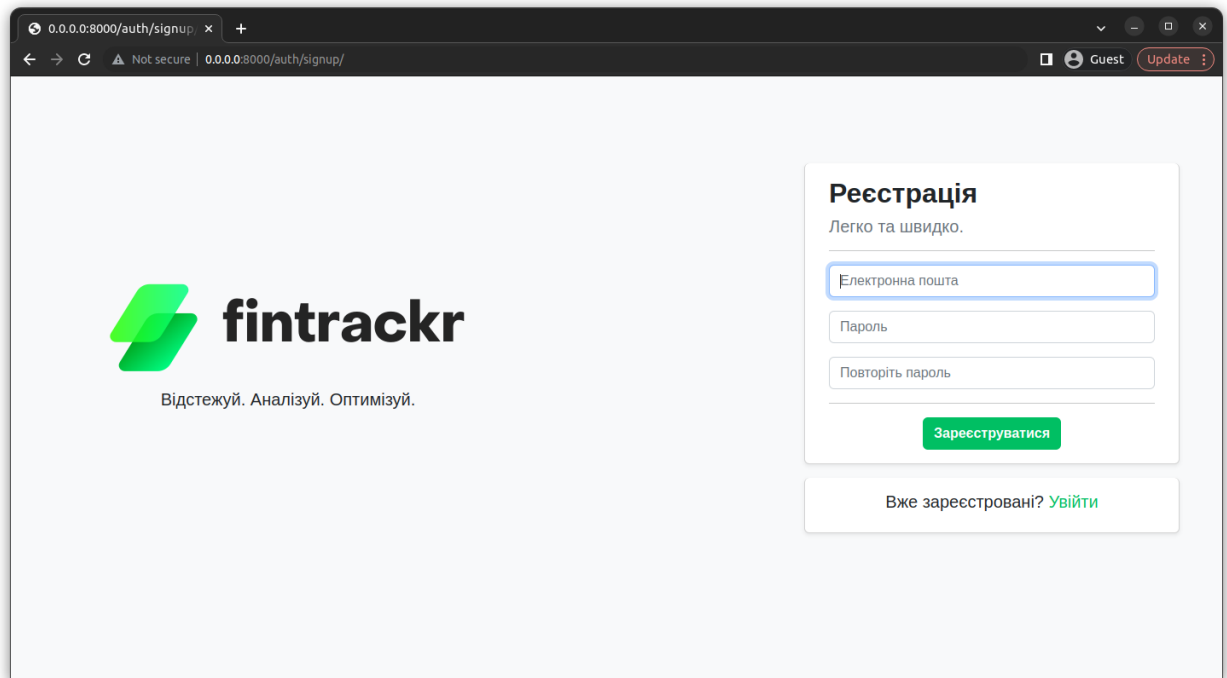 0.0.0.0:8000/auth/signup/
Not secure | 0.0.0.0:8000/auth/signup/
Guest
Update
fintrackr
Відстежуй. Аналізуй. Оптимізуй.
Реєстрація
Легко та швидко.
Електронна пошта
Пароль
Повторіть пароль
Зареєструватися
Вже зареєстровані? Увійти